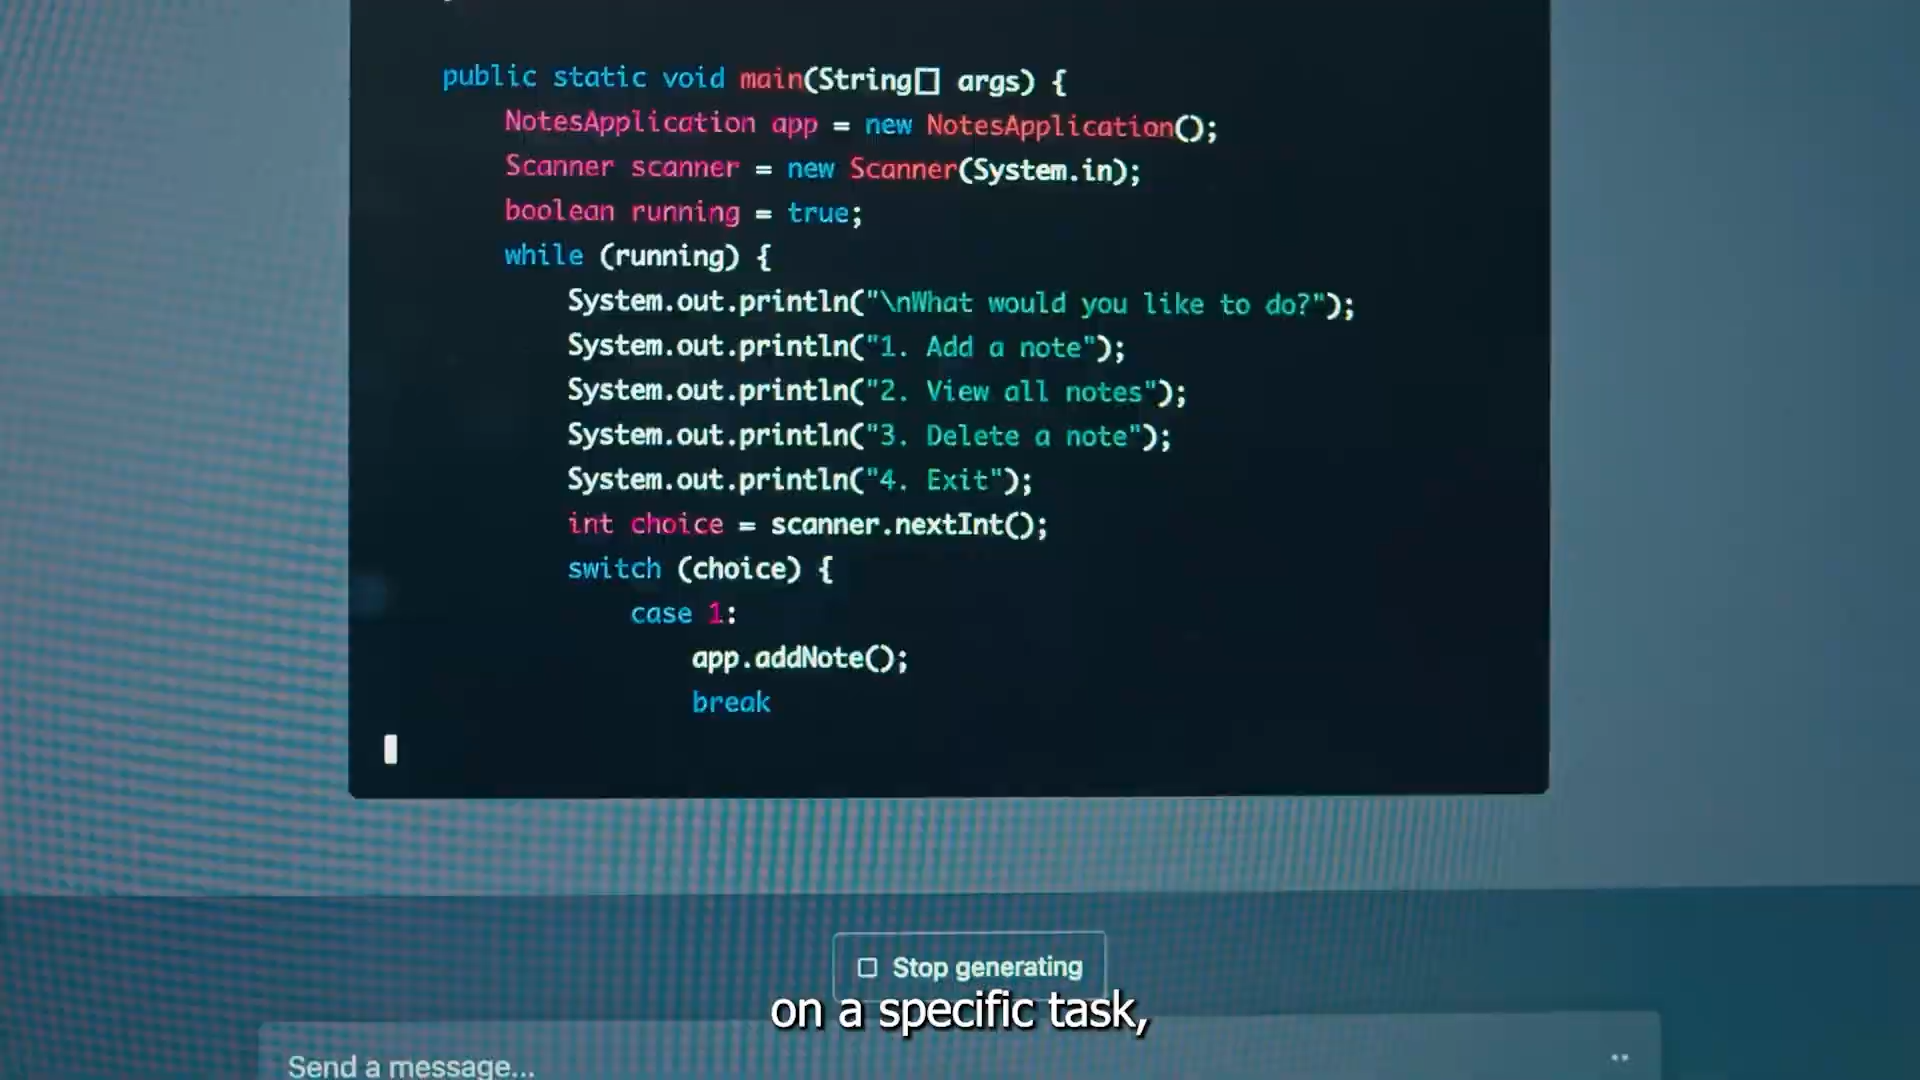 public static void main(String[] args) {
NotesApplication app = new NotesApplication();
Scanner scanner = new Scanner(System.in);
boolean running = true;
while (running) {
System.out.println("\nWhat would you like to do?");
System.out.println("1. Add a note");
System.out.println("2. View all notes");
System.out.println("3. Delete a note");
System.out.println("4. Exit");
int choice = scanner.nextInt();
switch (choice) {
case 1:
app.addNote();
break
Stop generating
on a specific task,
Send a message...